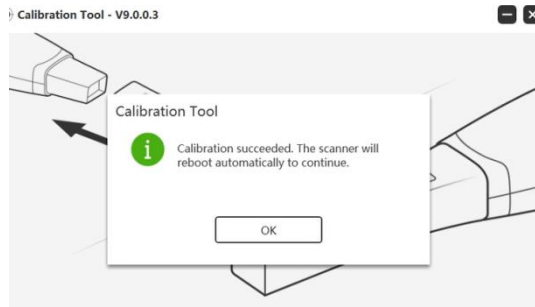 Calibration Tool - V9.0.0.3
Calibration Tool
Calibration succeeded. The scanner will
reboot automatically to continue.
OK